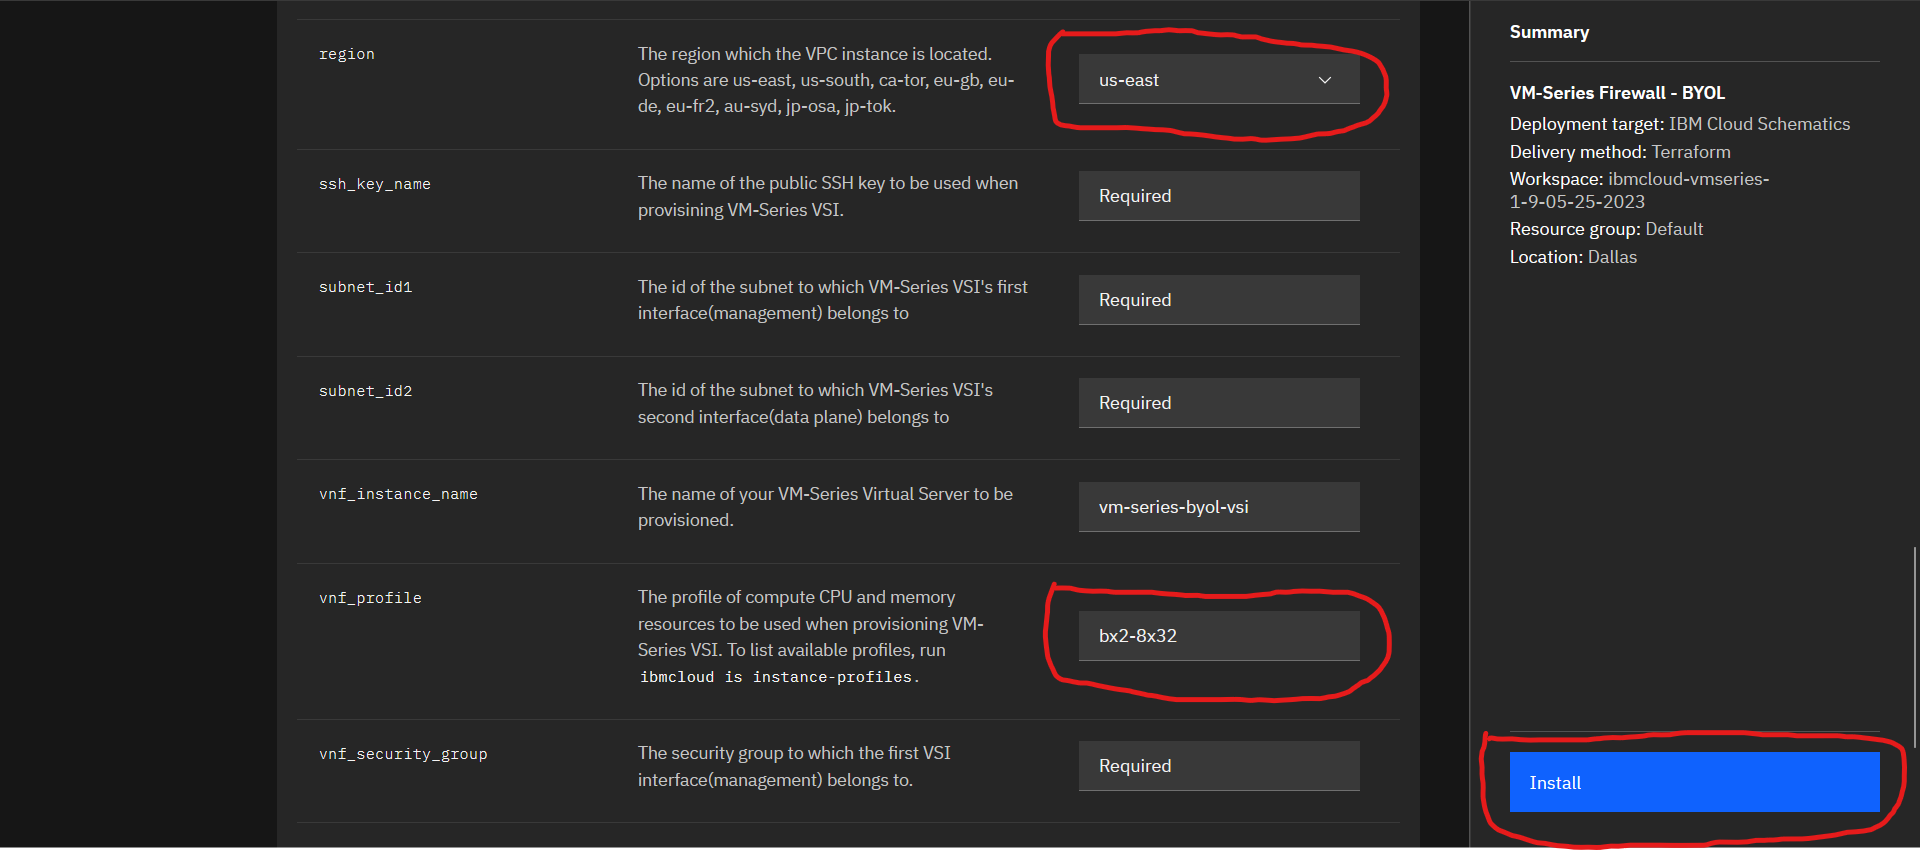 region
The region which the VPC instance is located.
Options are us-east, us-south, ca-tor, eu-gb, eu-
de, eu-fr2, au-syd, jp-osa, jp-tok.
us-east
ssh_key_name
The name of the public SSH key to be used when
provisining VM-Series VSI.
Required
subnet_id1
The id of the subnet to which VM-Series VSI's first
interface(management) belongs to
Required
subnet_id2
The id of the subnet to which VM-Series VSI's
second interface(data plane) belongs to
Required
vnf_instance_name
The name of your VM-Series Virtual Server to be
provisioned.
vm-series-byol-vsi
vnf_profile
The profile of compute CPU and memory
resources to be used when provisioning VM-
Series VSI. To list available profiles, run
ibmcloud is instance-profiles.
bx2-8x32
vnf_security_group
The security group to which the first VSI
interface(management) belongs to.
Required
Summary
VM-Series Firewall - BYOL
Deployment target: IBM Cloud Schematics
Delivery method: Terraform
Workspace: ibmcloud-vmseries-
1-9-05-25-2023
Resource group: Default
Location: Dallas
Install